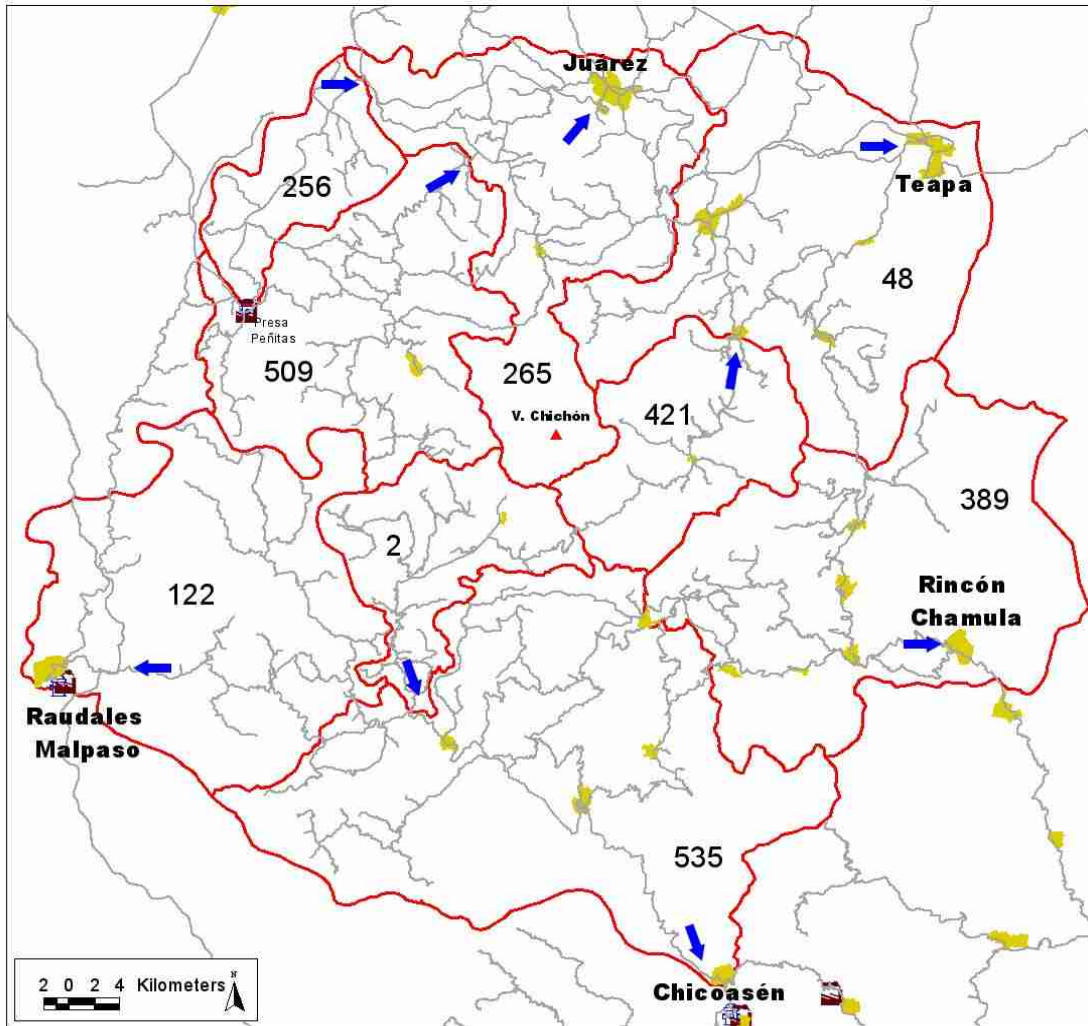 Juárez
Teapa
256
48
Presa
Peñitas
509
265
V. Chichón
421
389
2
122
Rincón
Chamula
Raudales
Malpaso
535
Chicoasén
2 0 2 4 Kilometers
N